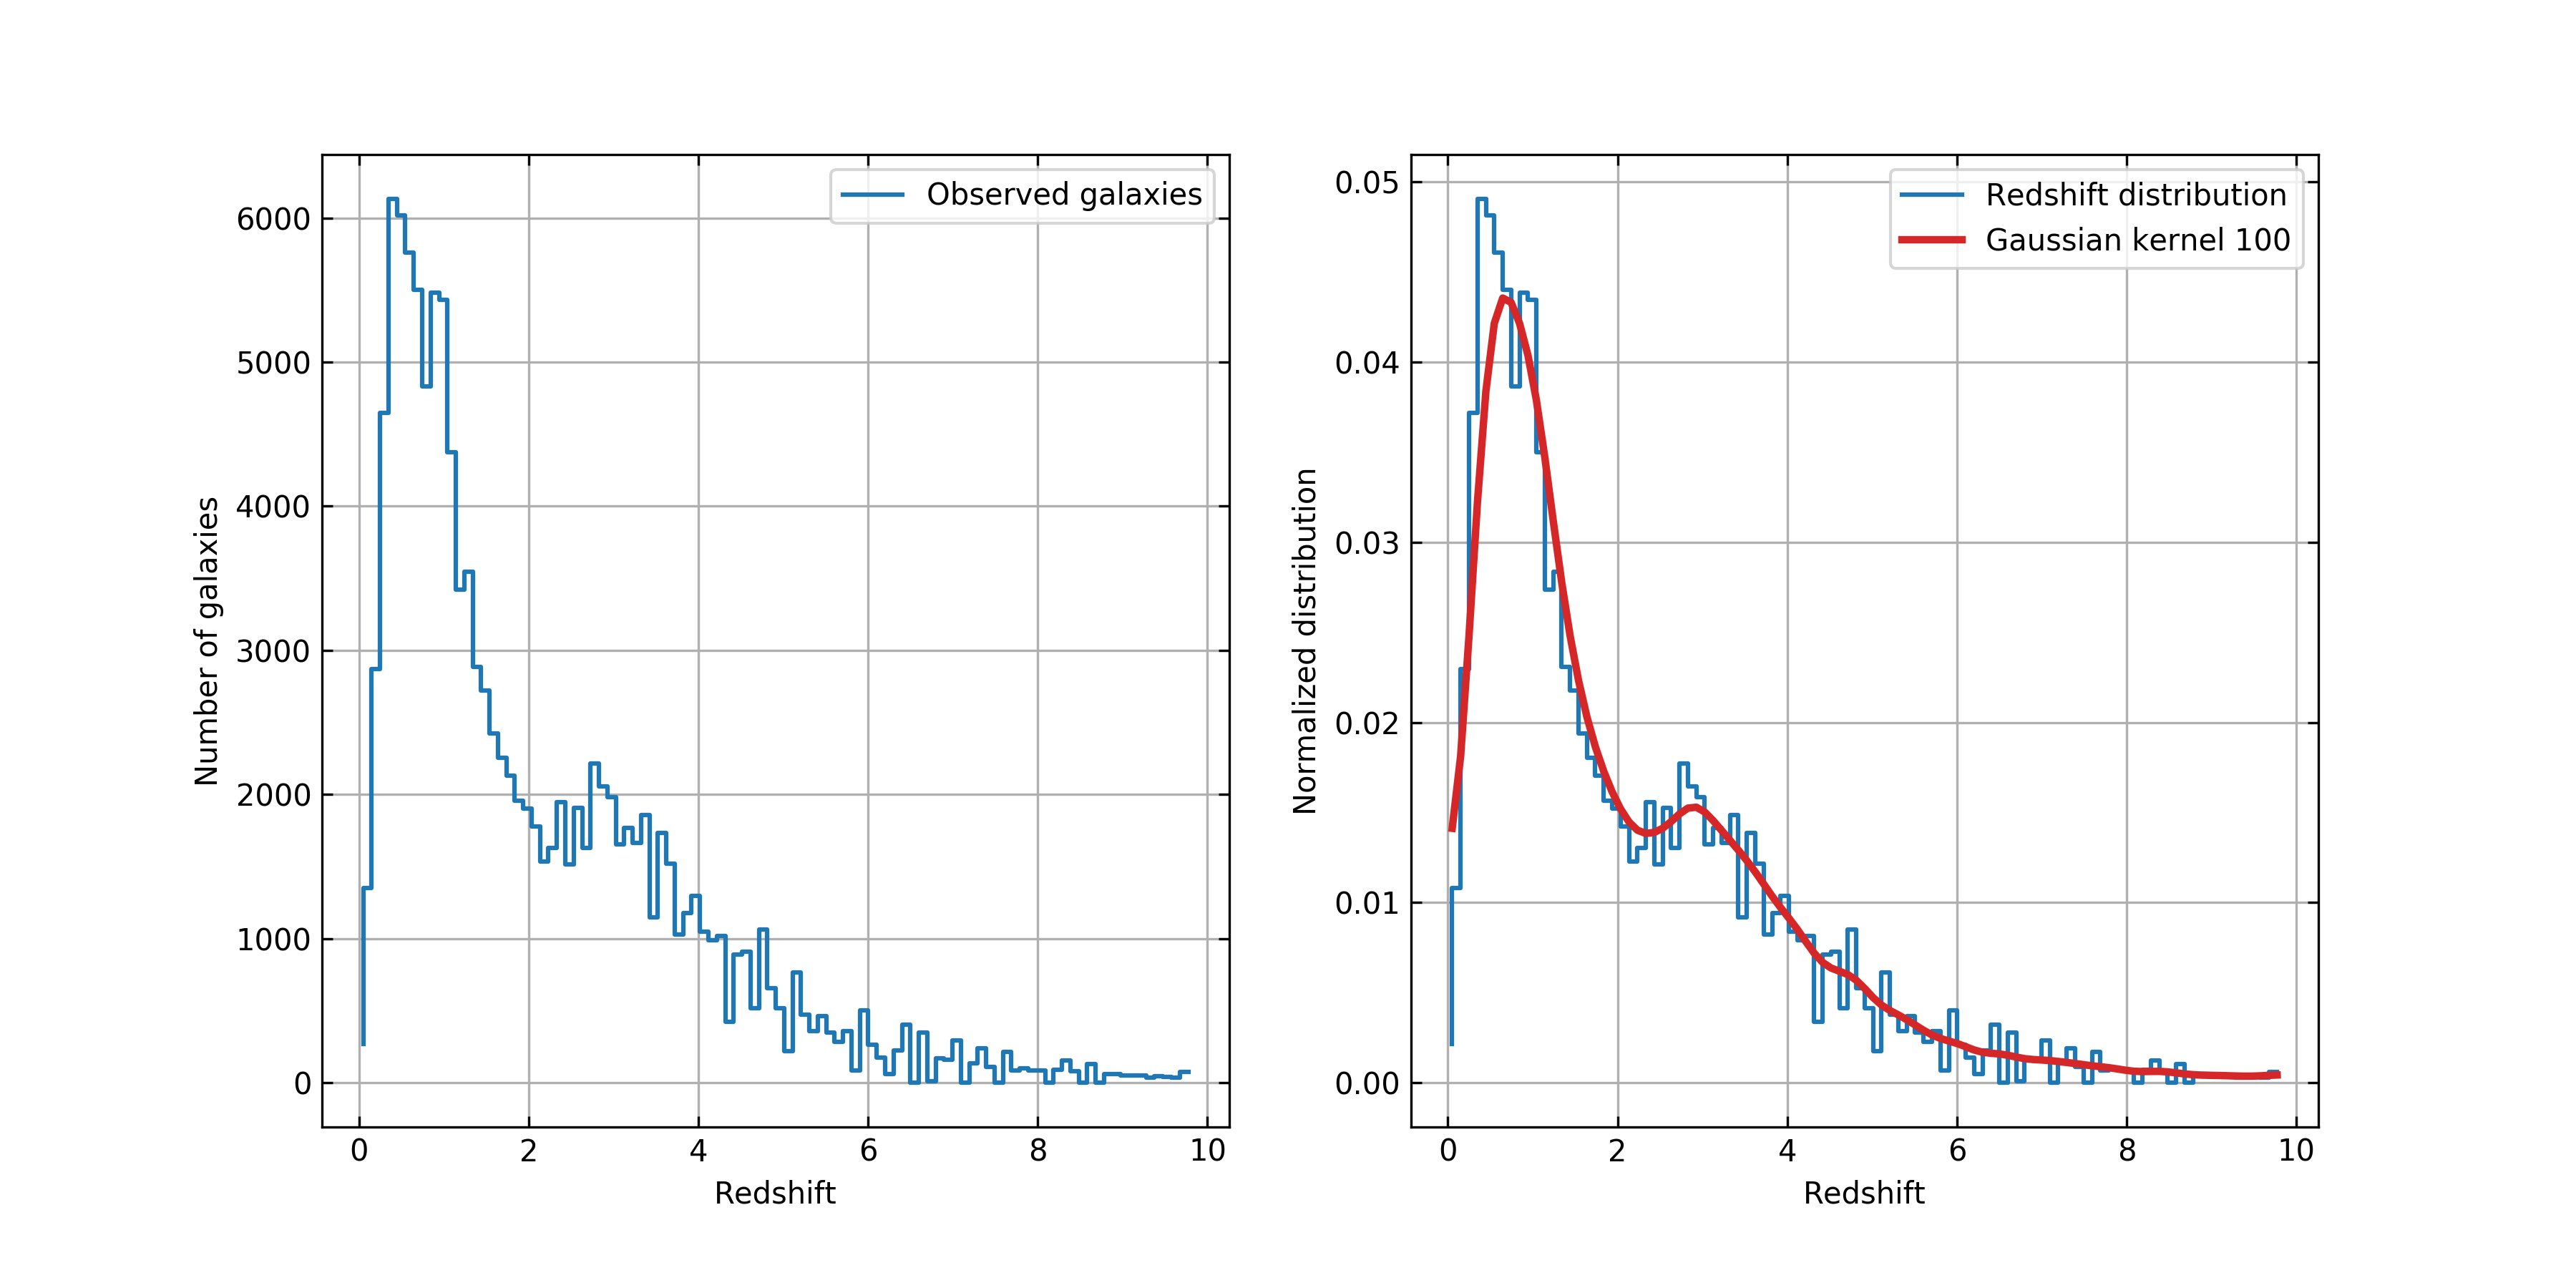 Observed galaxies
Number of galaxies
6000
5000
4000
3000
2000
1000
0
0 2 4 6 8 10
Redshift
Redshift distribution
Gaussian kernel 100
Normalized distribution
0.05
0.04
0.03
0.02
0.01
0.00
0 2 4 6 8 10
Redshift